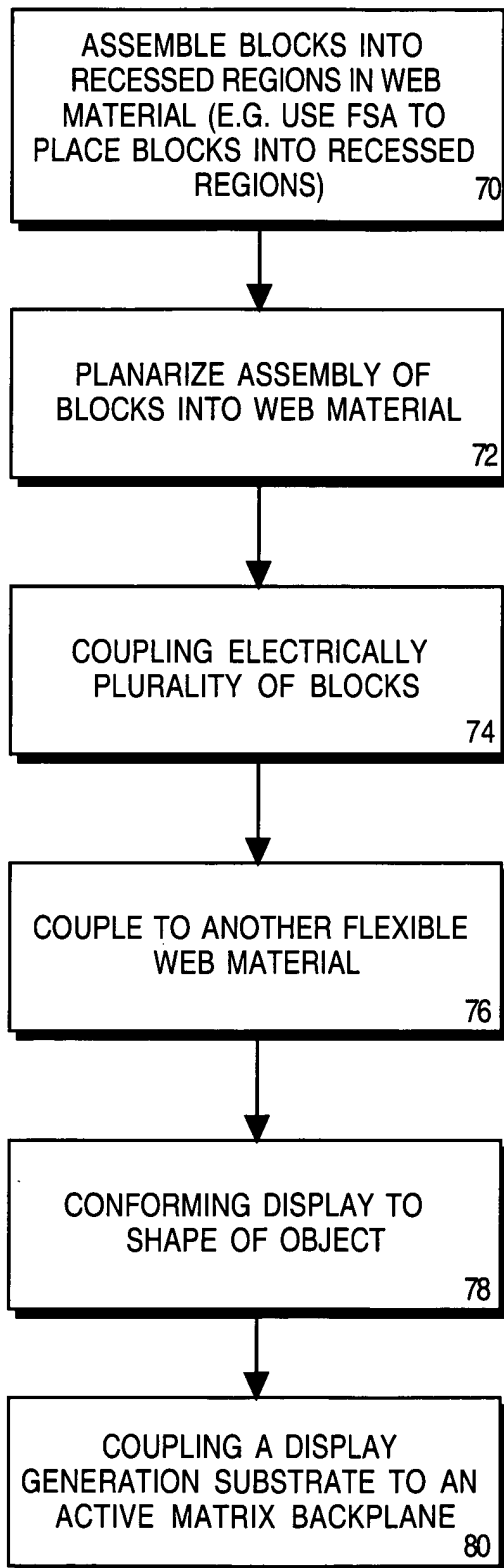 ASSEMBLE BLOCKS INTO
RECESSED REGIONS IN WEB
MATERIAL (E.G. USE FSA TO
PLACE BLOCKS INTO RECESSED
REGIONS)
70
PLANARIZE ASSEMBLY OF
BLOCKS INTO WEB MATERIAL
72
COUPLING ELECTRICALLY
PLURALITY OF BLOCKS
74
COUPLE TO ANOTHER FLEXIBLE
WEB MATERIAL
76
CONFORMING DISPLAY TO
SHAPE OF OBJECT
78
COUPLING A DISPLAY
GENERATION SUBSTRATE TO AN
ACTIVE MATRIX BACKPLANE
80